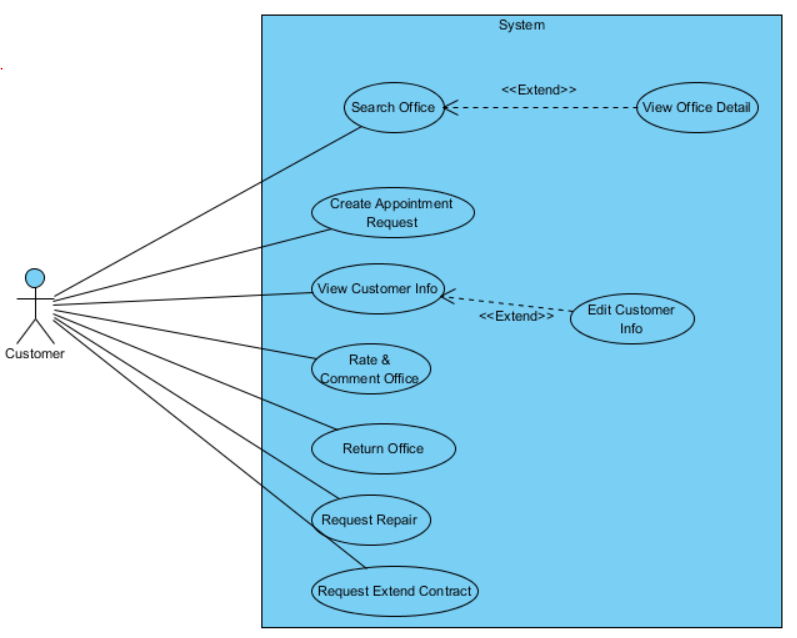 System
Search Office
<<Extend>>
View Office Detail
Create Appointment
Request
View Customer Info
<<Extend>>
Edit Customer
Info
Customer
Rate &
Comment Office
Return Office
Request Repair
Request Extend Contract